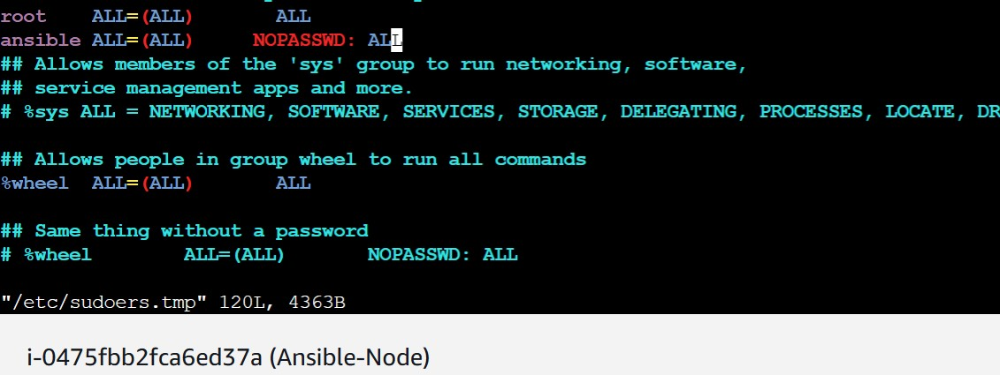 root    ALL=(ALL)       ALL
ansible ALL=(ALL)     NOPASSWD: ALL
## Allows members of the 'sys' group to run networking, software,
## service management apps and more.
# %sys ALL = NETWORKING, SOFTWARE, SERVICES, STORAGE, DELEGATING, PROCESSES, LOCATE, DR
## Allows people in group wheel to run all commands
%wheel  ALL=(ALL)       ALL
## Same thing without a password
# %wheel        ALL=(ALL)       NOPASSWD: ALL
"/etc/sudoers.tmp" 120L, 4363B
i-0475fbb2fca6ed37a (Ansible-Node)